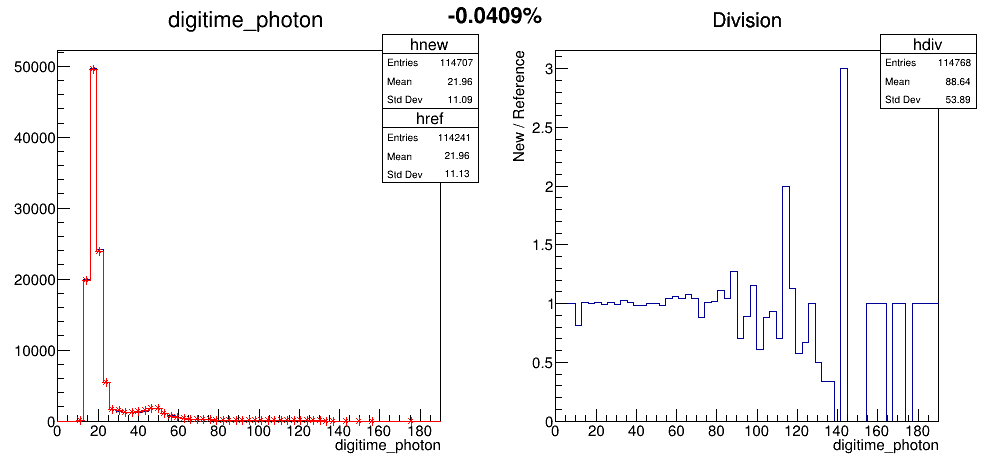 -0.0409%
digitime_photon
hnew
Entries 114707
Mean 21.96
Std Dev 11.09
href
Entries 114241
Mean 21.96
Std Dev 11.13
50000
40000
30000
20000
10000
0
0 20 40 60 80 100 120 140 160 180
digitime_photon
Division
hdiv
Entries 114768
Mean 88.64
Std Dev 53.89
New / Reference
3
2.5
2
1.5
1
0.5
0
0 20 40 60 80 100 120 140 160 180
digitime_photon